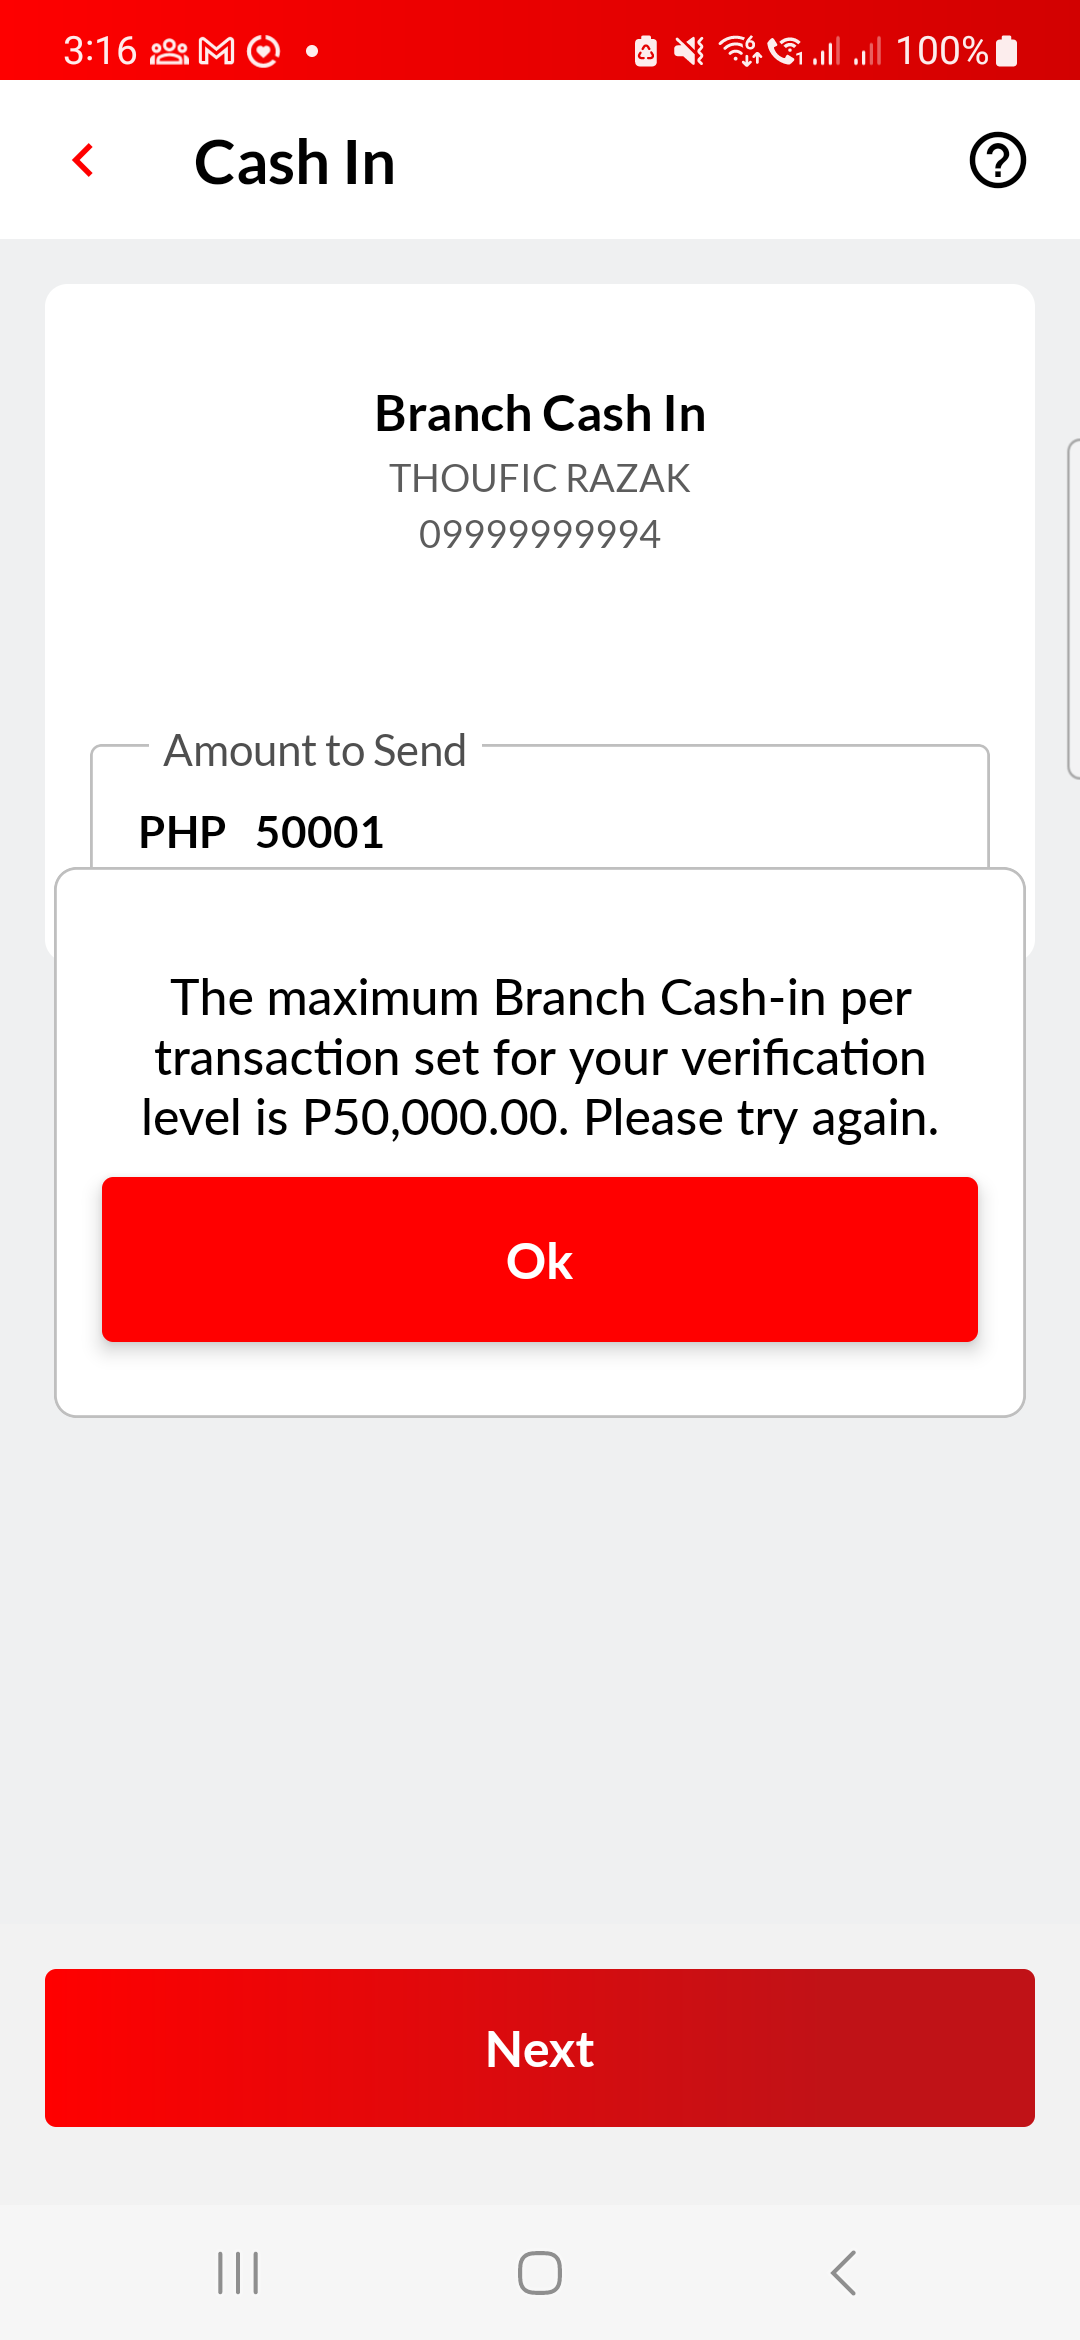 3:16
100%
Cash In
Branch Cash In
THOUFIC RAZAK
09999999994
Amount to Send
PHP 50001
The maximum Branch Cash-in per
transaction set for your verification
level is P50,000.00. Please try again.
Ok
Next